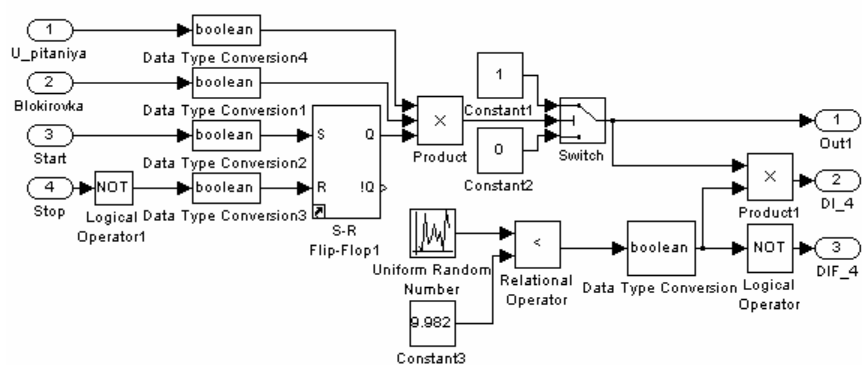 1
U_pitaniya
boolean
Data Type Conversion4
2
Blokirovka
boolean
Data Type Conversion1
3
Start
boolean
Data Type Conversion2
4
Stop
NOT
Logical
Operator1
boolean
Data Type Conversion3
S
Q
R
!Q
S-R
Flip-Flop1
×
Product
1
Constant1
0
Constant2
Switch
1
Out1
×
Product1
2
DI_4
Uniform Random
Number
9.982
Constant3
<
Relational
Operator
boolean
Data Type Conversion
NOT
Logical
Operator
3
DIF_4